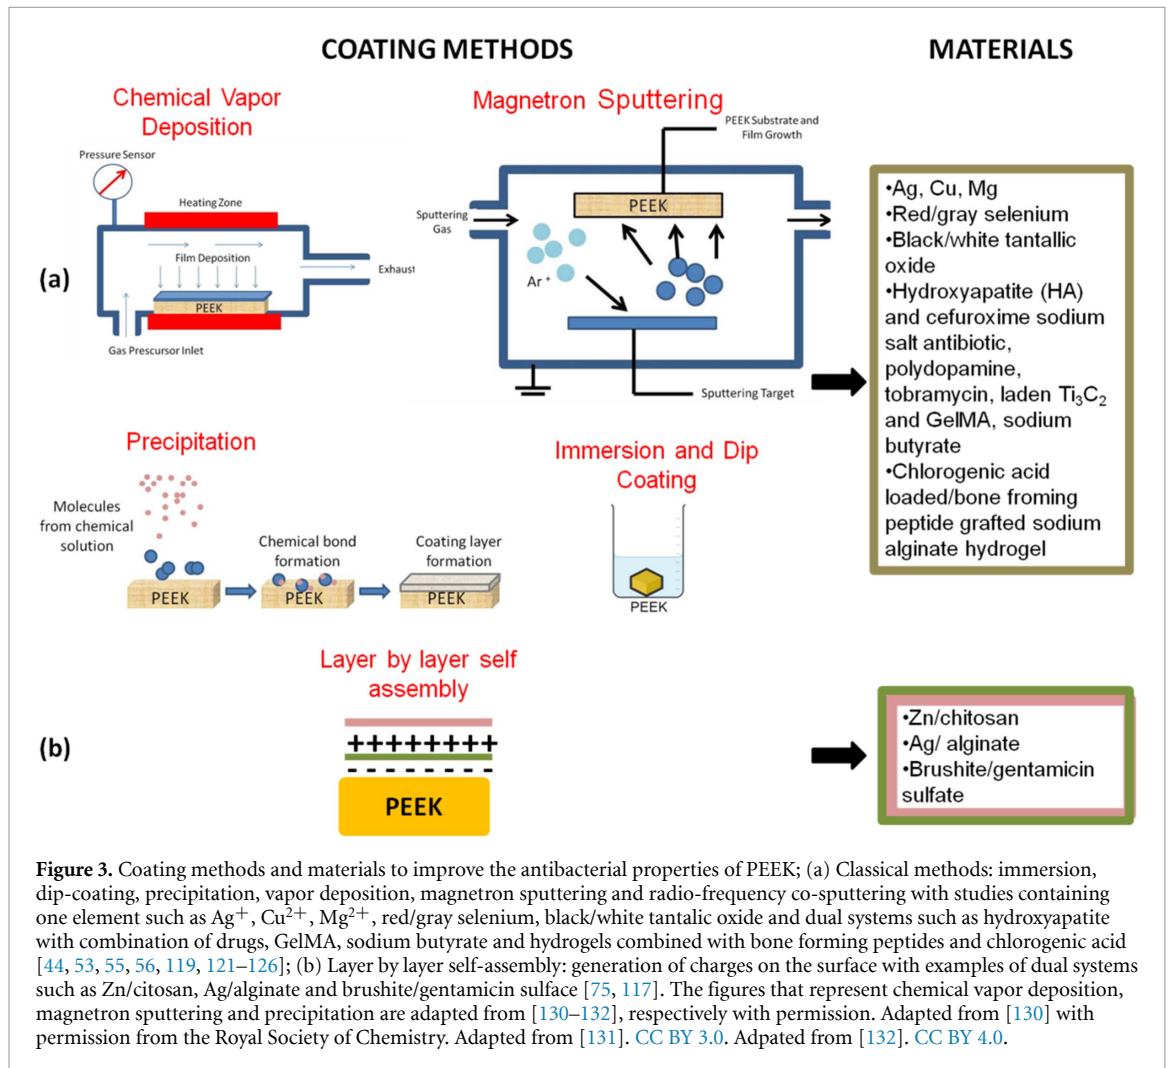 COATING METHODS
MATERIALS
Chemical Vapor
Deposition
Pressure Sensor
Heating Zone
Film Deposition
Exhaust
PEEK
Gas Prescursor Inlet
Magnetron Sputtering
PEEK Substrate and
Film Growth
PEEK
Sputtering
Gas
Ar +
Sputtering Target
(a)
Precipitation
Molecules
from chemical
solution
Chemical bond
formation
Coating layer
formation
PEEK
PEEK
PEEK
Immersion and Dip
Coating
PEEK
•Ag, Cu, Mg
•Red/gray selenium
•Black/white tantallic
oxide
•Hydroxyapatite (HA)
and cefuroxime sodium
salt antibiotic,
polydopamine,
tobramycin, laden Ti₃C₂
and GelMA, sodium
butyrate
•Chlorogenic acid
loaded/bone froming
peptide grafted sodium
alginate hydrogel
Layer by layer self
assembly
(b)
++++++++
- - - - - - - -
PEEK
•Zn/chitosan
•Ag/ alginate
•Brushite/gentamicin
sulfate
Figure 3. Coating methods and materials to improve the antibacterial properties of PEEK; (a) Classical methods: immersion,
dip-coating, precipitation, vapor deposition, magnetron sputtering and radio-frequency co-sputtering with studies containing
one element such as Ag⁺, Cu²⁺, Mg²⁺, red/gray selenium, black/white tantalic oxide and dual systems such as hydroxyapatite
with combination of drugs, GelMA, sodium butyrate and hydrogels combined with bone forming peptides and chlorogenic acid
[44, 53, 55, 56, 119, 121–126]; (b) Layer by layer self-assembly: generation of charges on the surface with examples of dual systems
such as Zn/citosan, Ag/alginate and brushite/gentamicin sulface [75, 117]. The figures that represent chemical vapor deposition,
magnetron sputtering and precipitation are adapted from [130–132], respectively with permission. Adapted from [130] with
permission from the Royal Society of Chemistry. Adapted from [131]. CC BY 3.0. Adpated from [132]. CC BY 4.0.